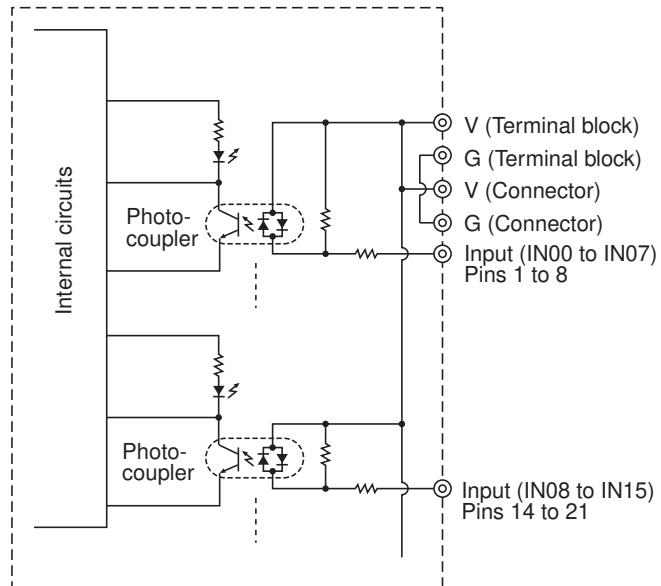 Internal circuits
Photo-
coupler
V (Terminal block)
G (Terminal block)
V (Connector)
G (Connector)
Input (IN00 to IN07)
Pins 1 to 8
Photo-
coupler
Input (IN08 to IN15)
Pins 14 to 21